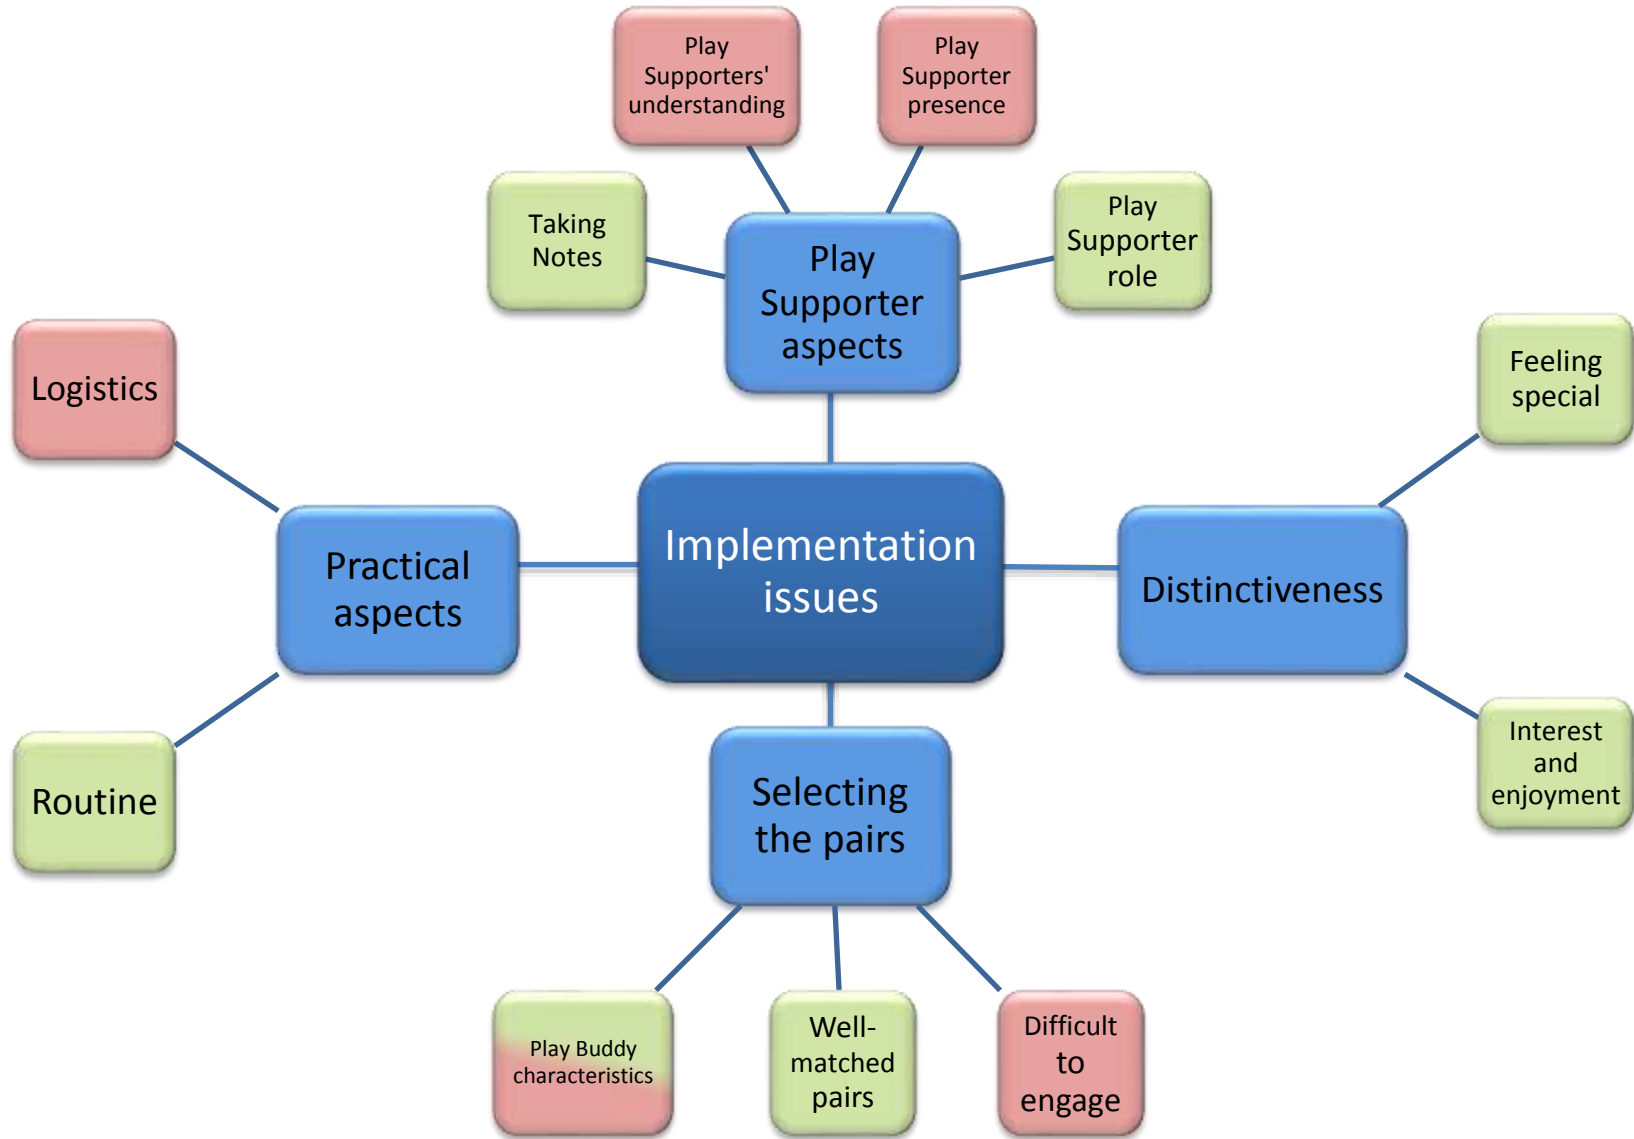 Play
Supporters'
understanding
Play
Supporter
presence
Taking
Notes
Play
Supporter
role
Play
Supporter
aspects
Logistics
Feeling
special
Practical
aspects
Implementation
issues
Distinctiveness
Routine
Interest
and
enjoyment
Selecting
the pairs
Play Buddy
characteristics
Well-
matched
pairs
Difficult
to
engage